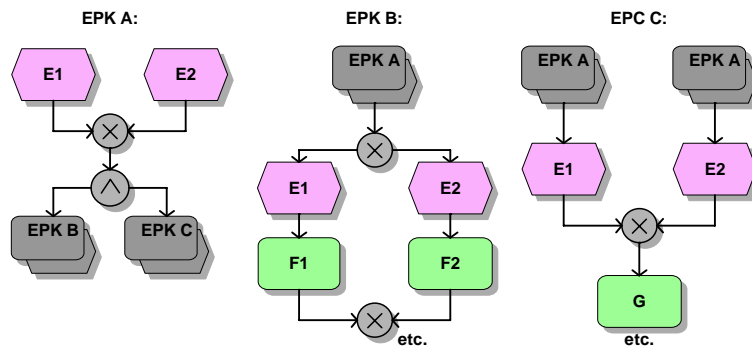 EPK A:
E1
E2
EPK B
EPK C
EPK B:
EPK A
E1
E2
F1
F2
etc.
EPC C:
EPK A
EPK A
E1
E2
G
etc.